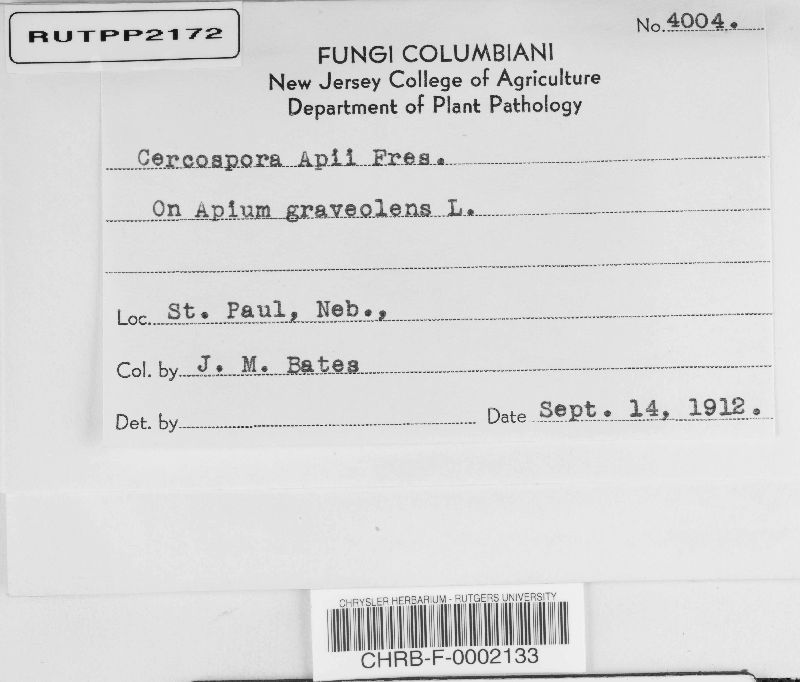 RUTPP2172
No. 4004.
FUNGI COLUMBIANI
New Jersey College of Agriculture
Department of Plant Pathology
Cercospora Apii Fres.
On Apium graveolens L.
Loc. St. Paul, Neb.,
Col. by J. M. Bates
Det. by
Date Sept. 14, 1912.
CHRYSLER HERBARIUM - RUTGERS UNIVERSITY
CHRB-F-0002133